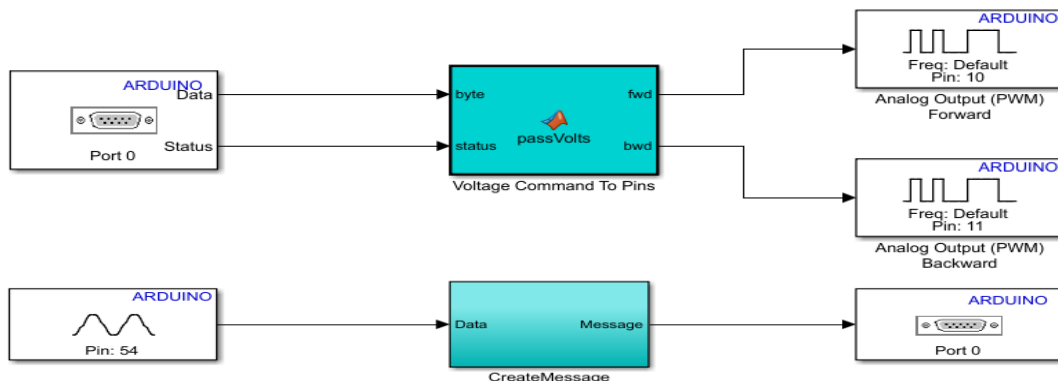 ARDUINO
Data
Status
Port 0
byte
status
passVolts
fwd
bwd
Voltage Command To Pins
ARDUINO
Freq: Default
Pin: 10
Analog Output (PWM)
Forward
ARDUINO
Freq: Default
Pin: 11
Analog Output (PWM)
Backward
ARDUINO
Pin: 54
Data
Message
CreateMessage
ARDUINO
Port 0